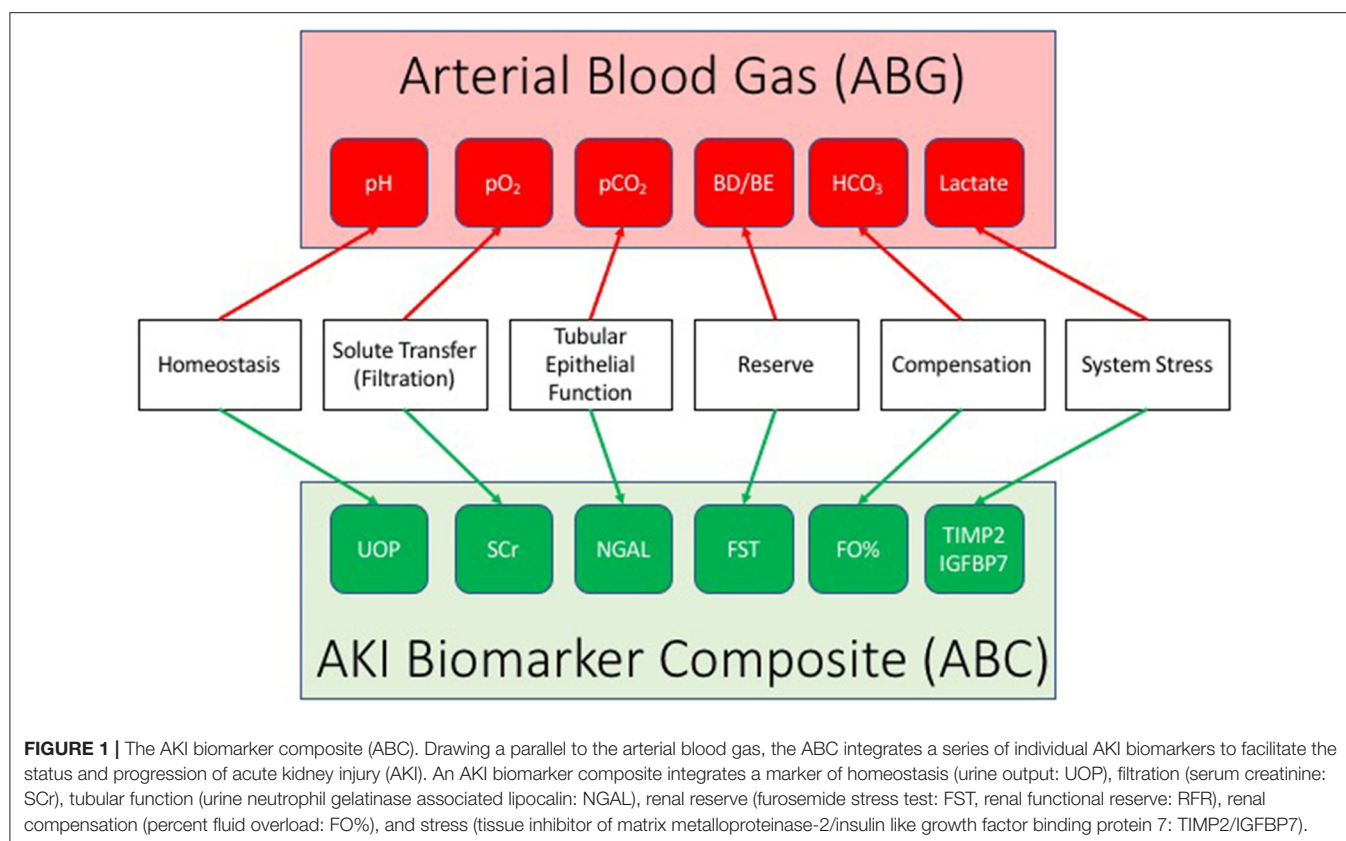 Arterial Blood Gas (ABG)
pH
pO₂
pCO₂
BD/BE
HCO₃
Lactate
Homeostasis
Solute Transfer
(Filtration)
Tubular
Epithelial
Function
Reserve
Compensation
System Stress
UOP
SCr
NGAL
FST
FO%
TIMP2
IGFBP7
AKI Biomarker Composite (ABC)
FIGURE 1 | The AKI biomarker composite (ABC). Drawing a parallel to the arterial blood gas, the ABC integrates a series of individual AKI biomarkers to facilitate the
status and progression of acute kidney injury (AKI). An AKI biomarker composite integrates a marker of homeostasis (urine output: UOP), filtration (serum creatinine:
SCr), tubular function (urine neutrophil gelatinase associated lipocalin: NGAL), renal reserve (furosemide stress test: FST, renal functional reserve: RFR), renal
compensation (percent fluid overload: FO%), and stress (tissue inhibitor of matrix metalloproteinase-2/insulin like growth factor binding protein 7: TIMP2/IGFBP7).